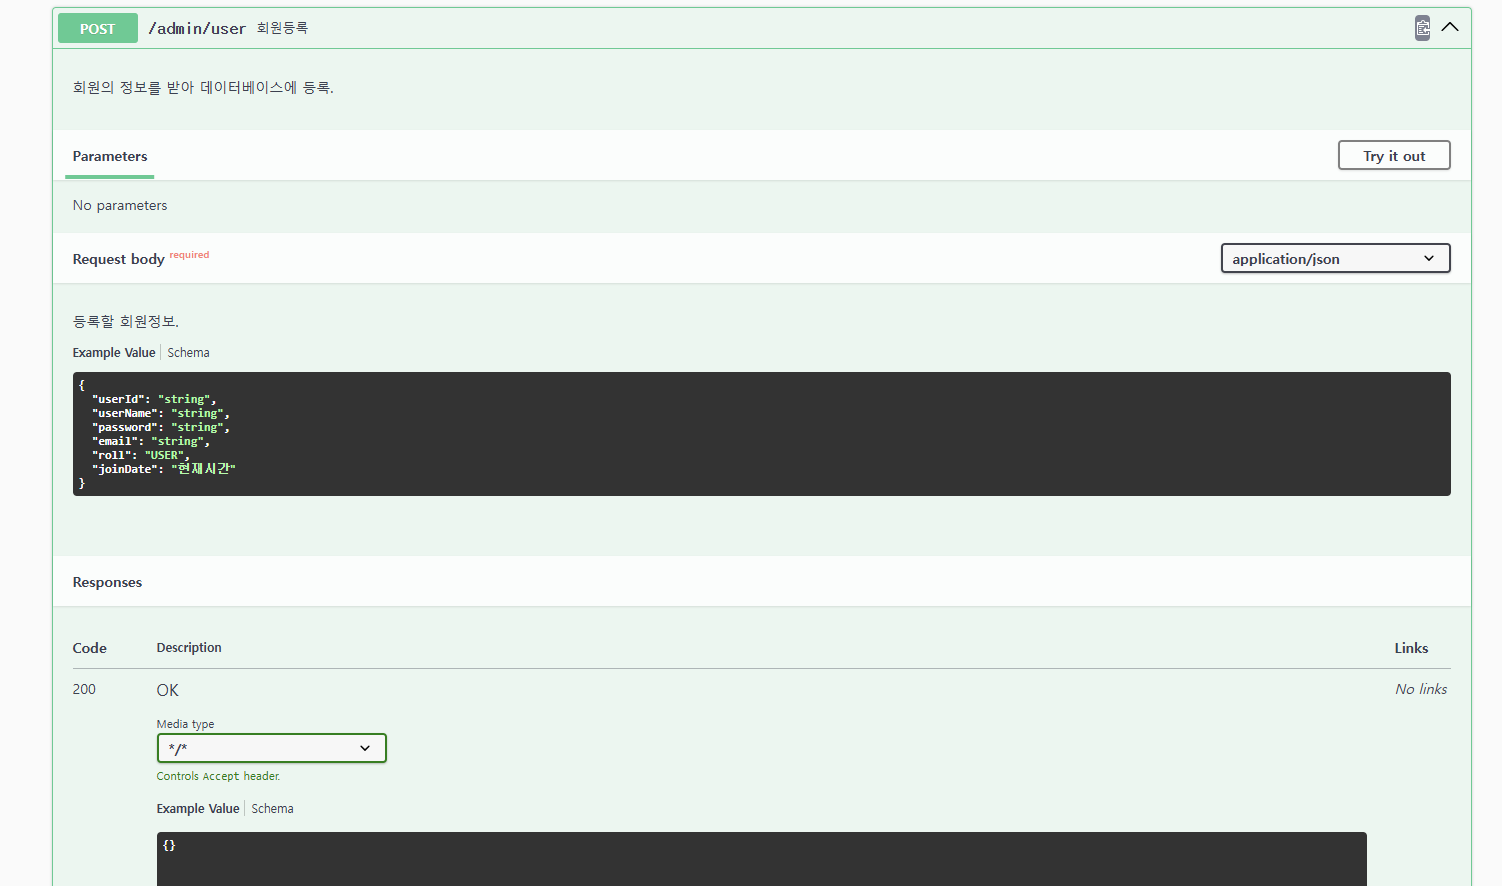 POST /admin/user 회원등록
회원의 정보를 받아 데이터베이스에 등록.
Parameters
Try it out
No parameters
Request body required
application/json
등록할 회원정보.
Example Value Schema
{
"userId": "string",
"userName": "string",
"password": "string",
"email": "string",
"roll": "USER",
"joinDate": "현재시간"
}
Responses
Code Description Links
200 OK No links
Media type
*/*
Controls Accept header.
Example Value Schema
{}